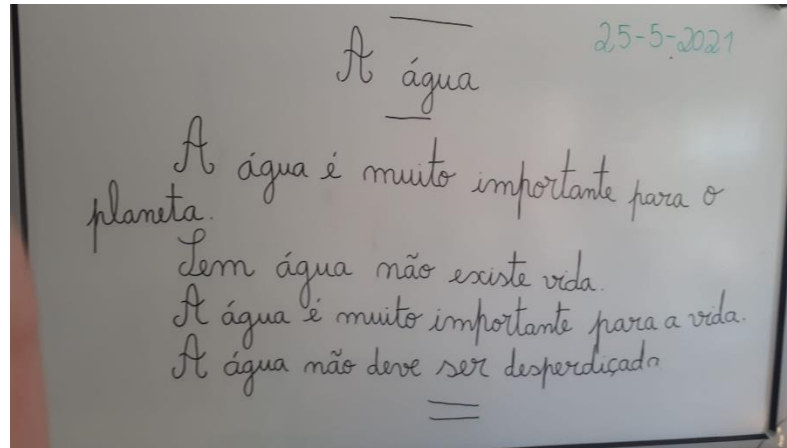 25-5-2021
A água
A água é muito importante para o
planeta.
Sem água não existe vida.
A água é muito importante para a vida.
A água não deve ser desperdiçada